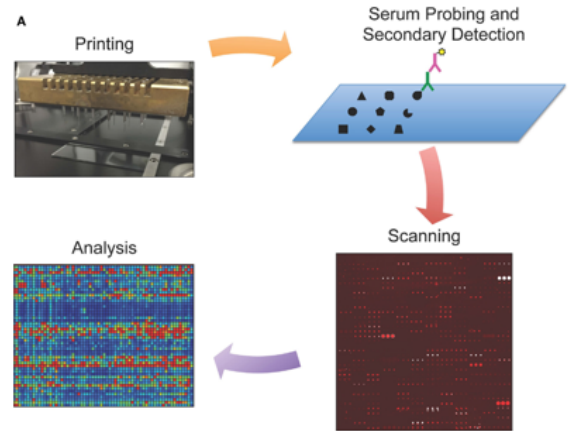 A
Printing
Serum Probing and
Secondary Detection
Scanning
Analysis